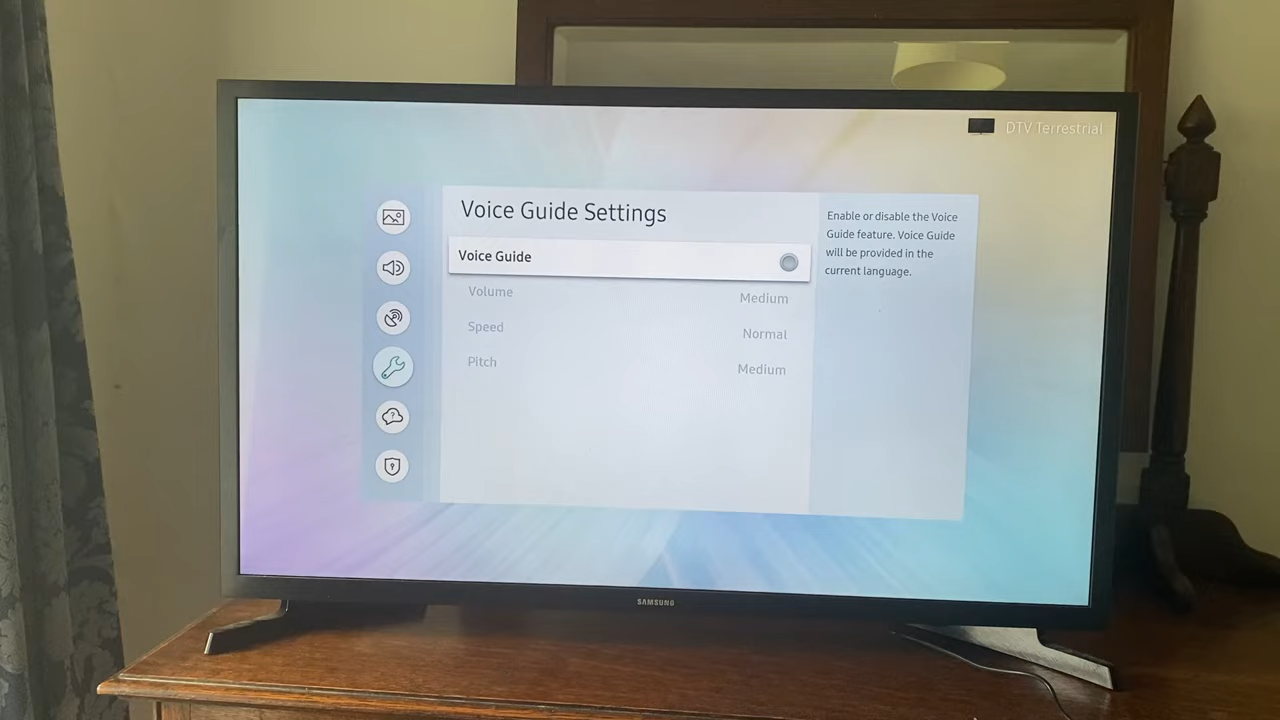 DTV Terrestrial
Voice Guide Settings
Voice Guide
Volume Medium
Speed Normal
Pitch Medium
Enable or disable the Voice
Guide feature. Voice Guide
will be provided in the
current language.
?
SAMSUNG